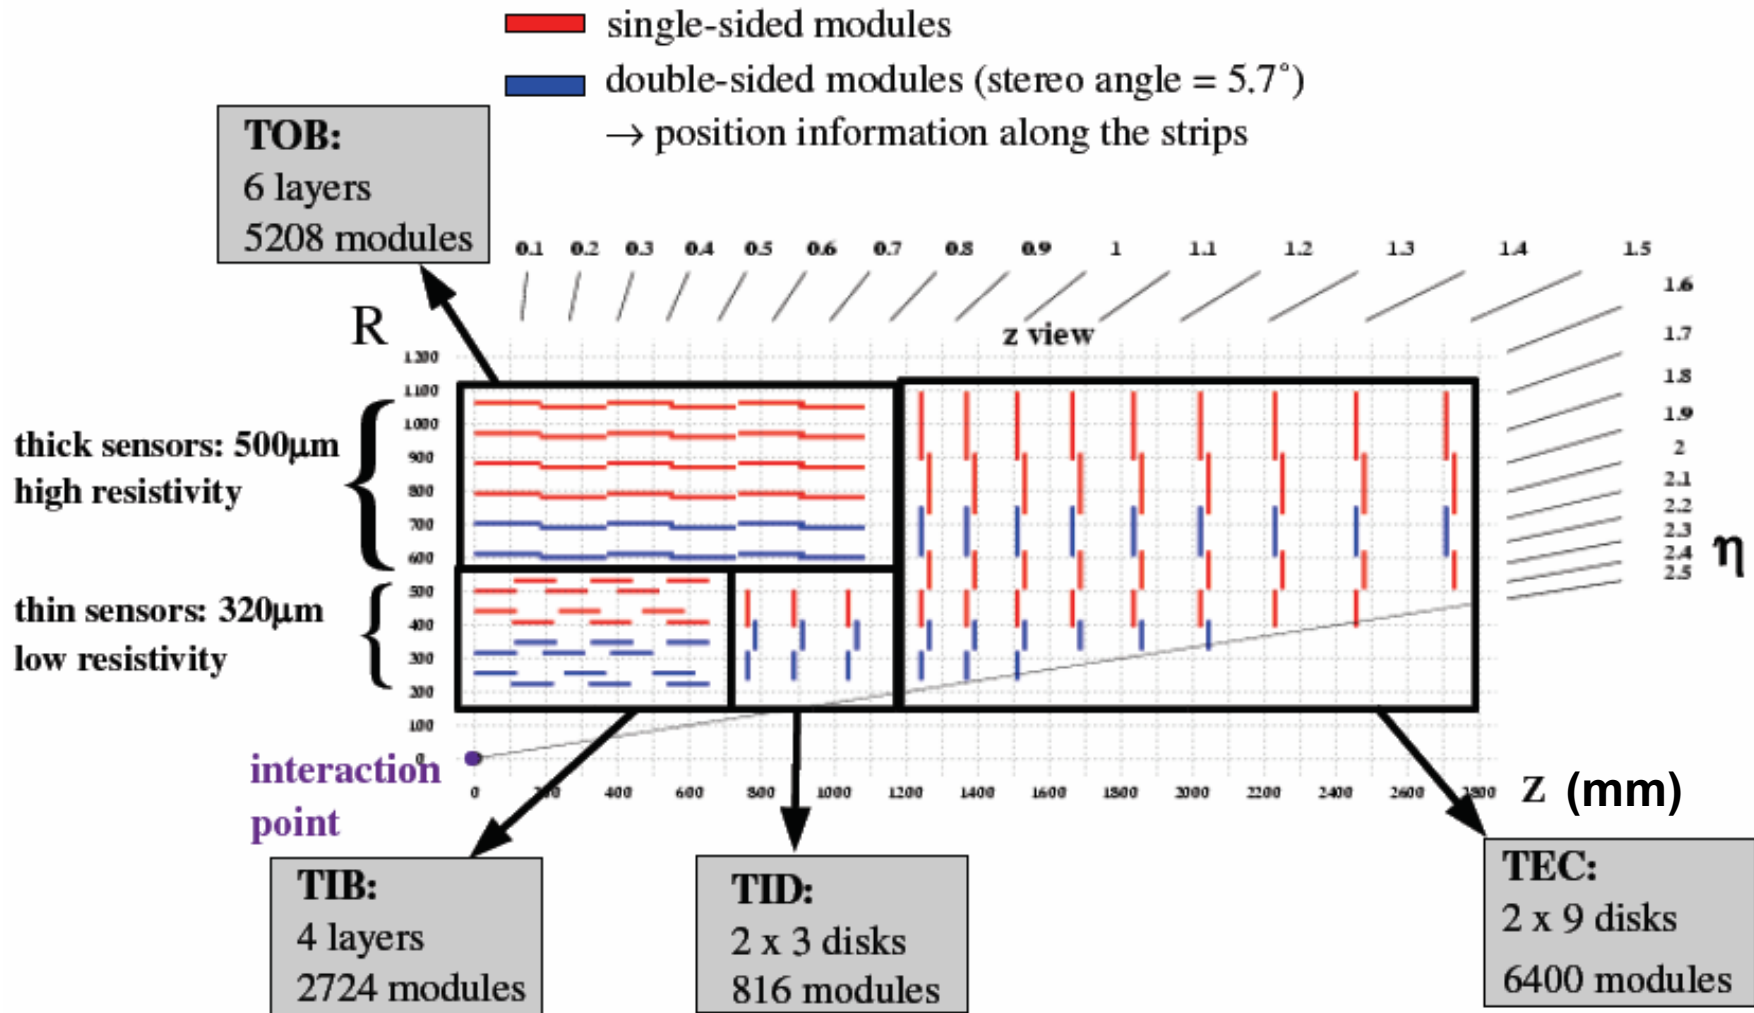 single-sided modules
double-sided modules (stereo angle = 5.7°)
→ position information along the strips
TOB:
6 layers
5208 modules
0.1 0.2 0.3 0.4 0.5 0.6 0.7 0.8 0.9 1 1.1 1.2 1.3 1.4 1.5
1.6
1.7
1.8
1.9
2
2.1
2.2
2.3
2.4
2.5
η
R
z view
1200
1100
1000
900
800
700
600
500
400
300
200
100
0
thick sensors: 500μm
high resistivity
thin sensors: 320μm
low resistivity
interaction
point
0 200 400 600 800 1000 1200 1400 1600 1800 2000 2200 2400 2600 2800
Z (mm)
TIB:
4 layers
2724 modules
TID:
2 x 3 disks
816 modules
TEC:
2 x 9 disks
6400 modules